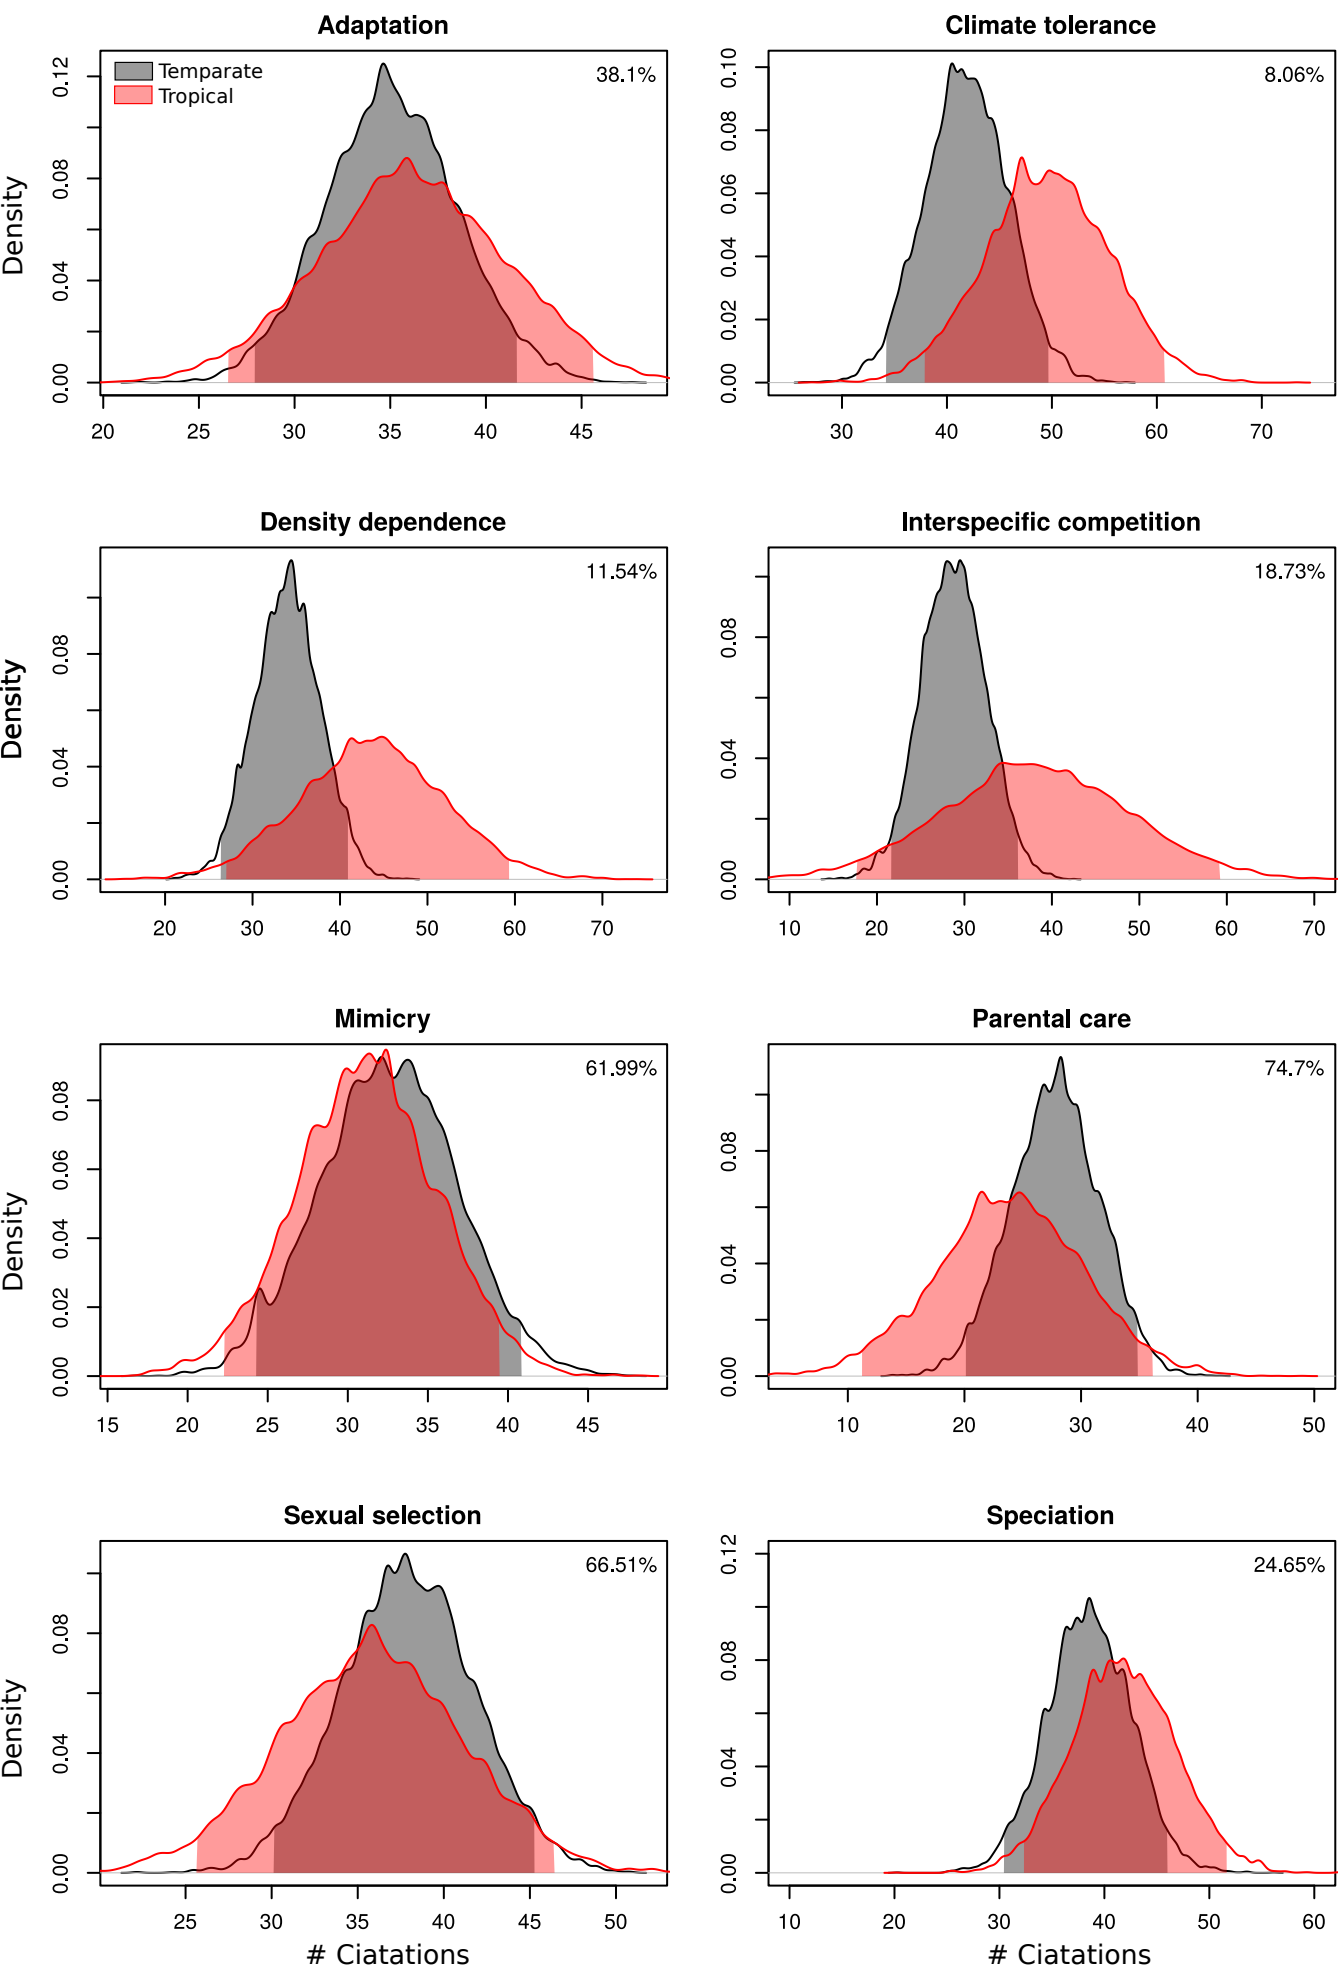 Adaptation
Temparate
Tropical
38.1%
Density
0.00
0.04
0.08
0.12
20 25 30 35 40 45
Climate tolerance
8.06%
0.00
0.02
0.04
0.06
0.08
0.10
30 40 50 60 70
Density dependence
11.54%
Density
0.00
0.04
0.08
20 30 40 50 60 70
Interspecific competition
18.73%
0.00
0.04
0.08
10 20 30 40 50 60 70
Mimicry
61.99%
Density
0.00
0.02
0.04
0.06
0.08
15 20 25 30 35 40 45
Parental care
74.7%
0.00
0.04
0.08
10 20 30 40 50
Sexual selection
66.51%
Density
0.00
0.04
0.08
25 30 35 40 45 50
# Ciatations
Speciation
24.65%
0.00
0.04
0.08
0.12
10 20 30 40 50 60
# Ciatations